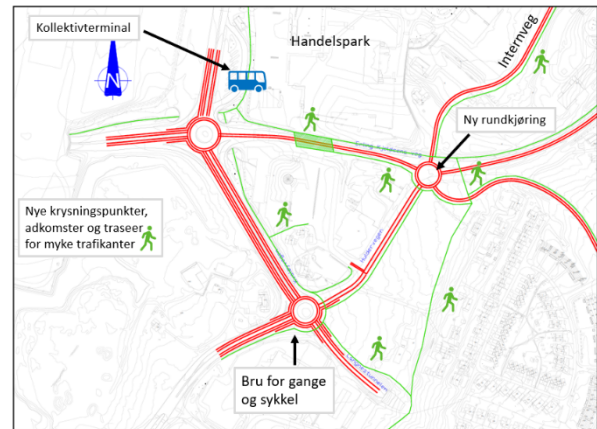 Kollektivterminal
Handelspark
Internveg
N
Ny rundkjøring
Nye krysningspunkter,
adkomster og traseer
for myke trafikanter
Bru for gange
og sykkel